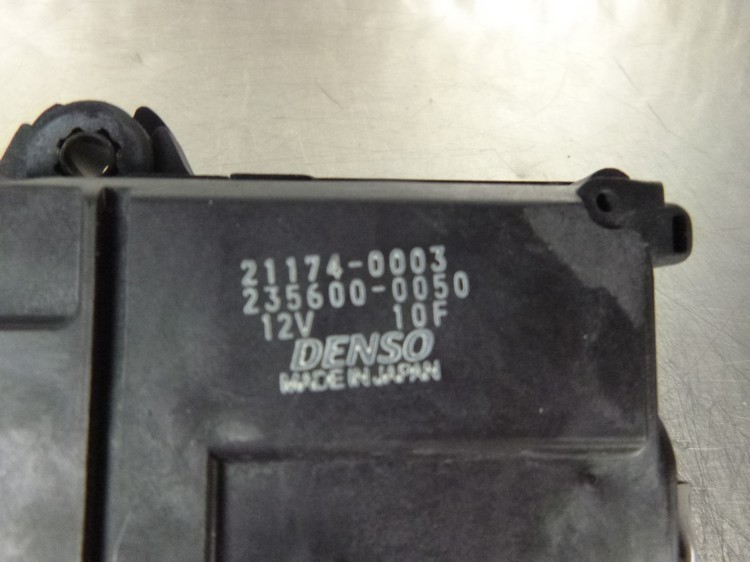 21174-0003
235600-0050
12V 10F
DENSO
MADE IN JAPAN